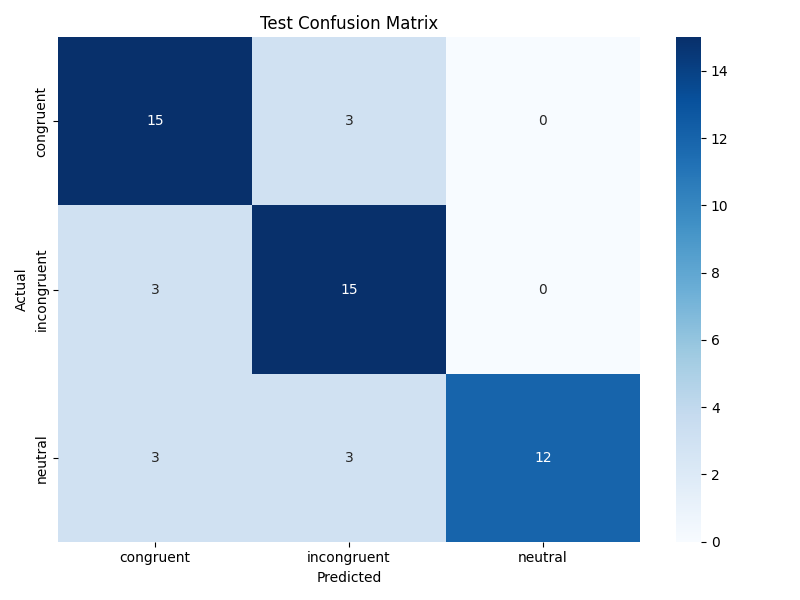 Test Confusion Matrix
congruent
15
3
0
14
12
10
8
6
4
2
0
Actual
incongruent
3
15
0
neutral
3
3
12
congruent
incongruent
neutral
Predicted